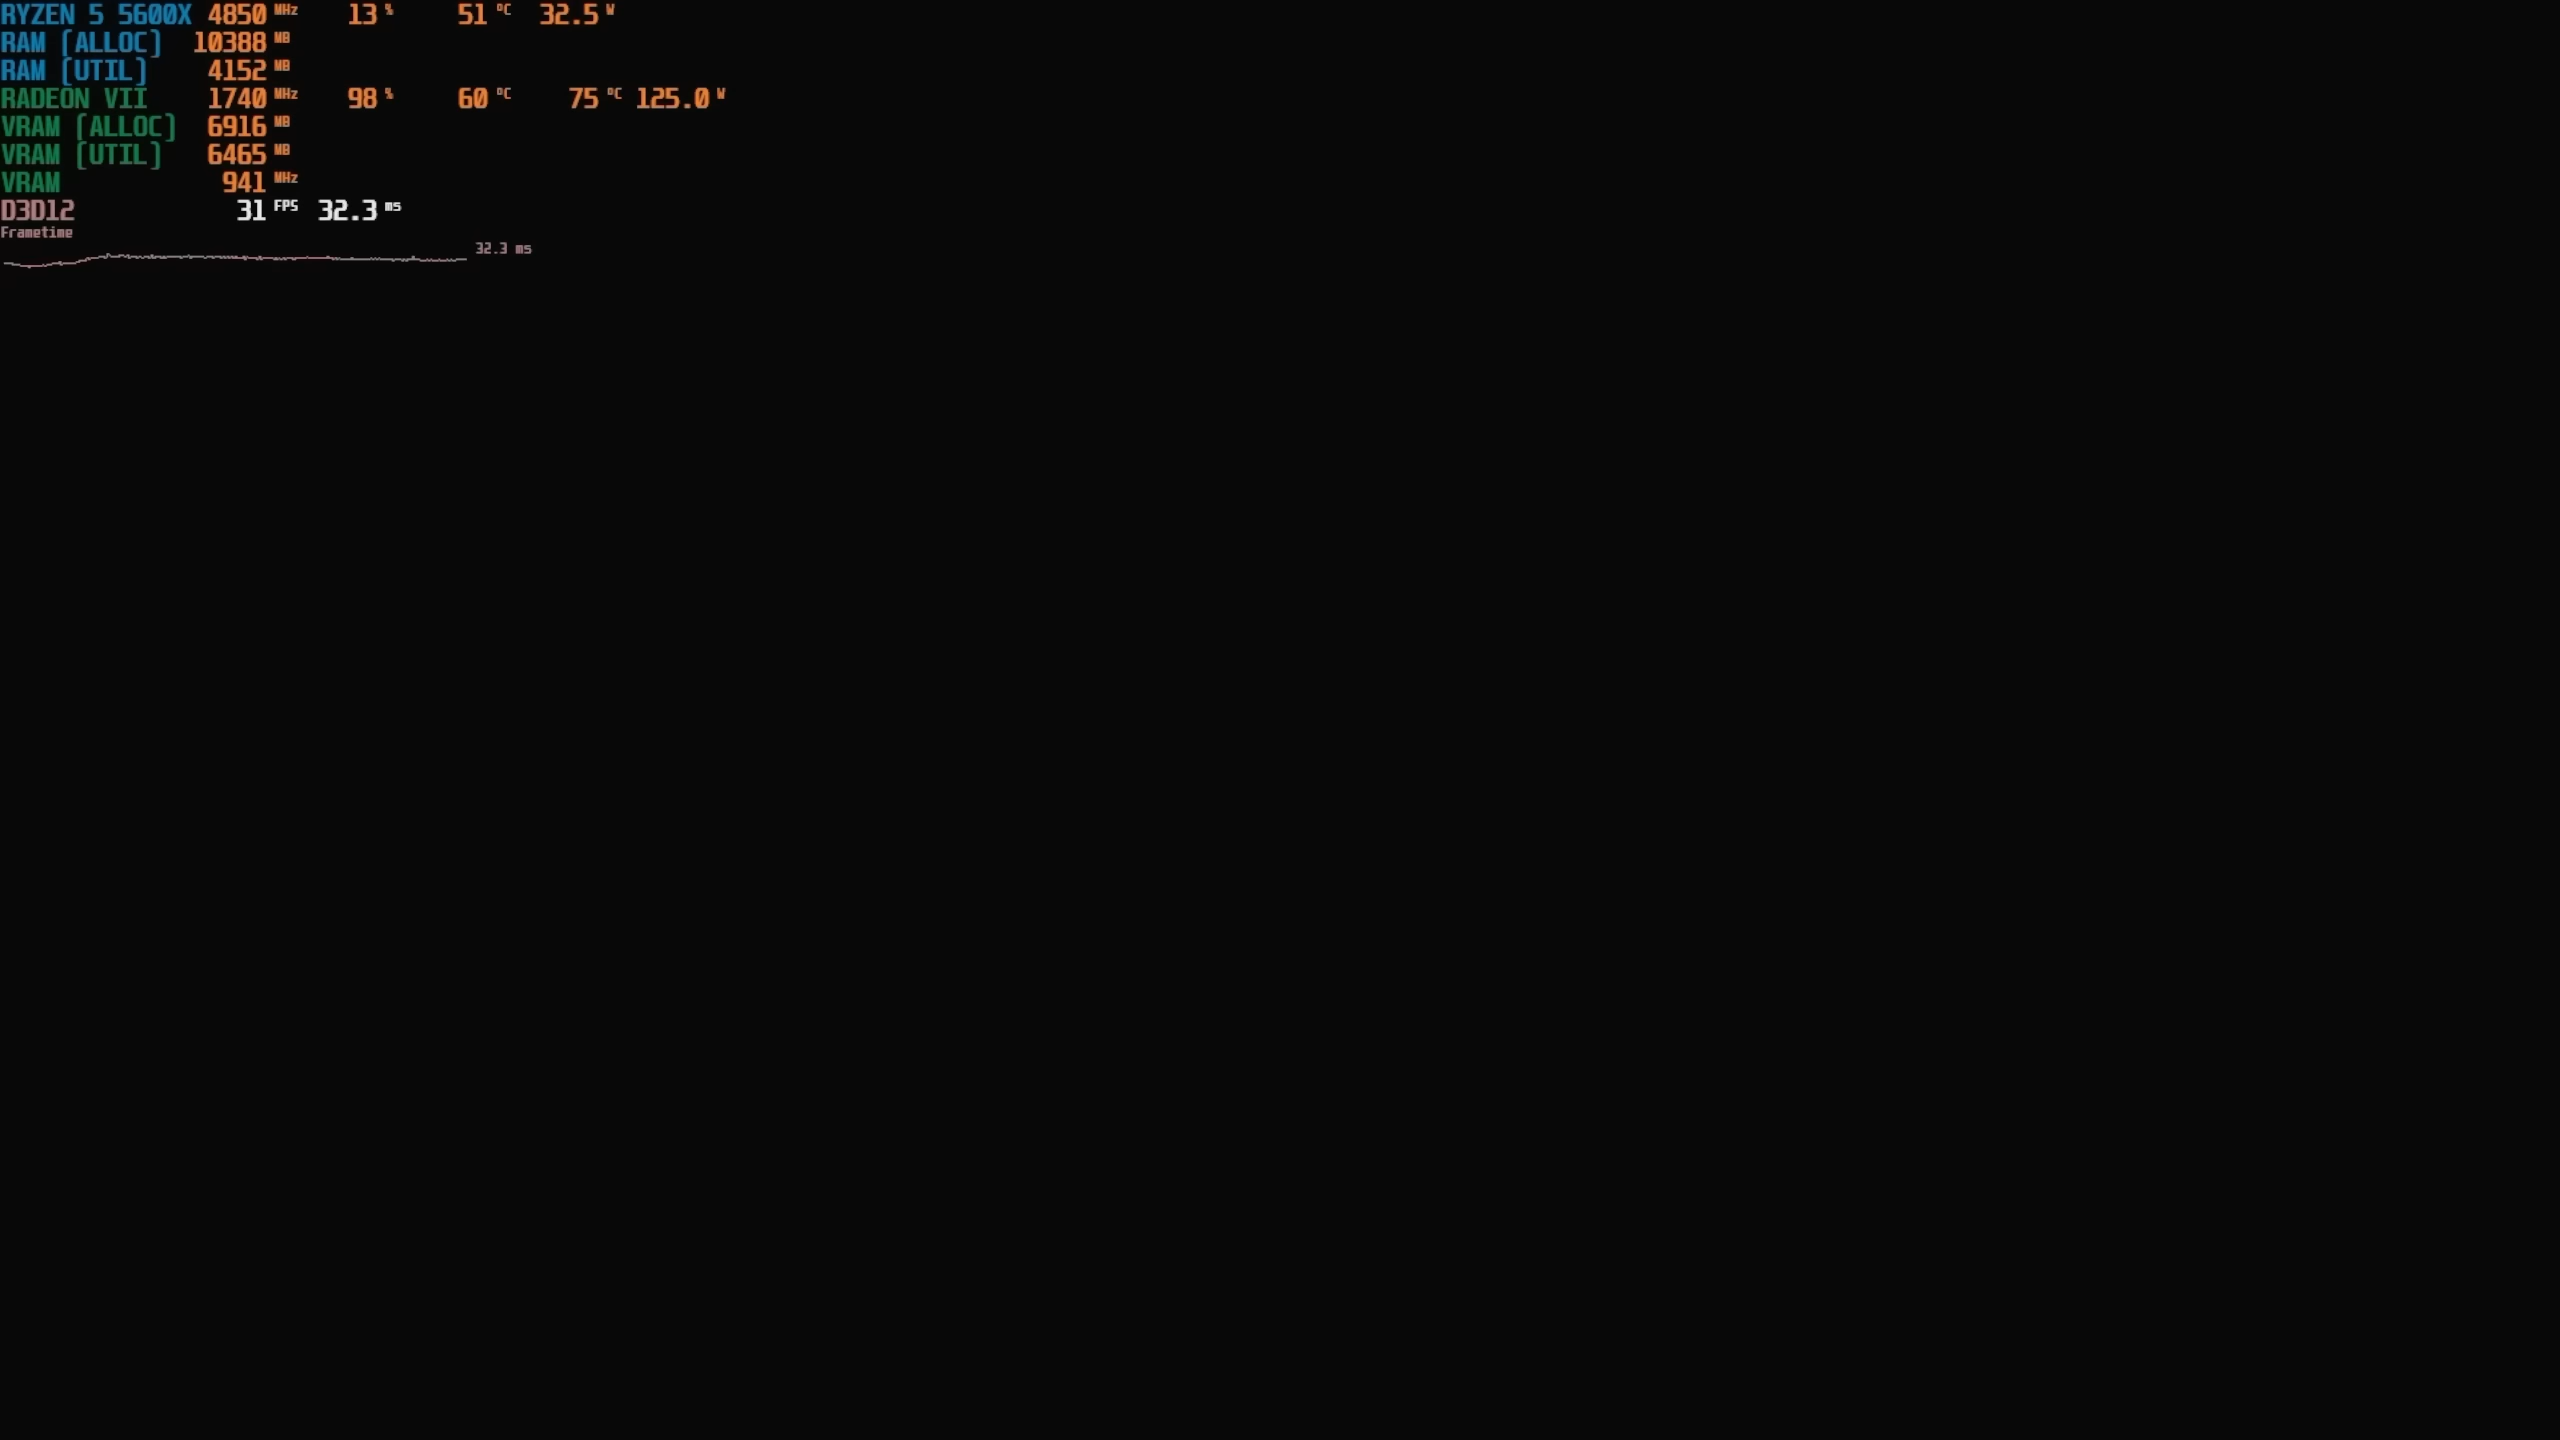 RYZEN 5 5600X 4850 MHz 13 % 51 °C 32.5 W
RAM [ALLOC] 10388 MB
RAM [UTIL] 4152 MB
RADEON VII 1740 MHz 98 % 60 °C 75 °C 125.0 W
VRAM [ALLOC] 6916 MB
VRAM [UTIL] 6465 MB
VRAM 941 MHz
D3D12 31 FPS 32.3 ms
Frametime
32.3 ms